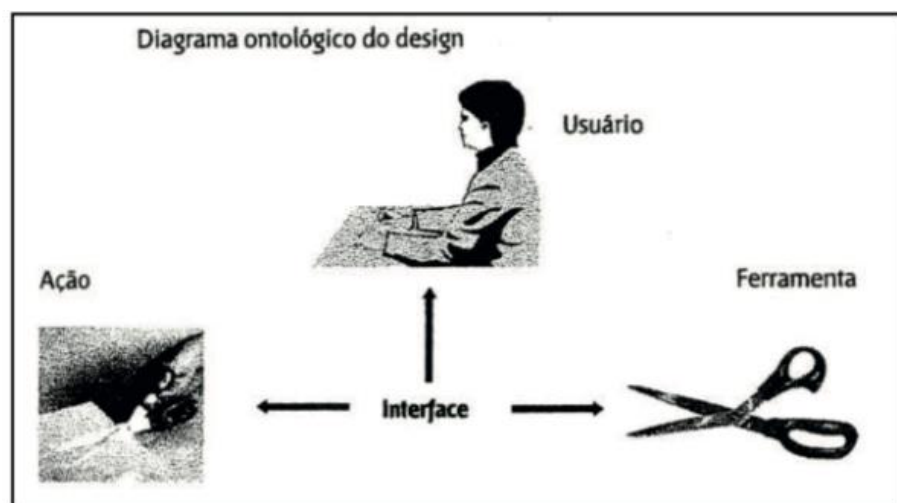 Diagrama ontológico do design
Usuário
Ação
Ferramenta
Interface